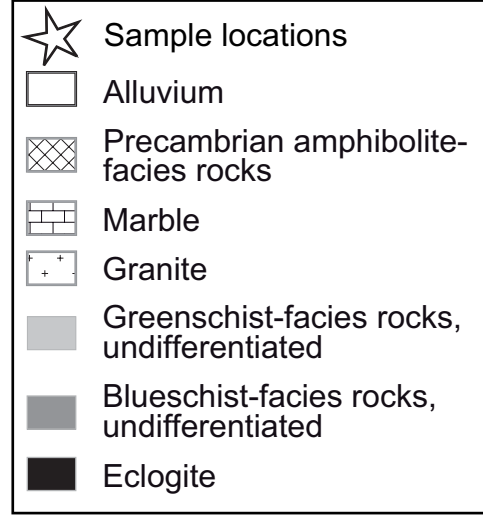 Sample locations
Alluvium
Precambrian amphibolite-
facies rocks
Marble
Granite
Greenschist-facies rocks,
undifferentiated
Blueschist-facies rocks,
undifferentiated
Eclogite